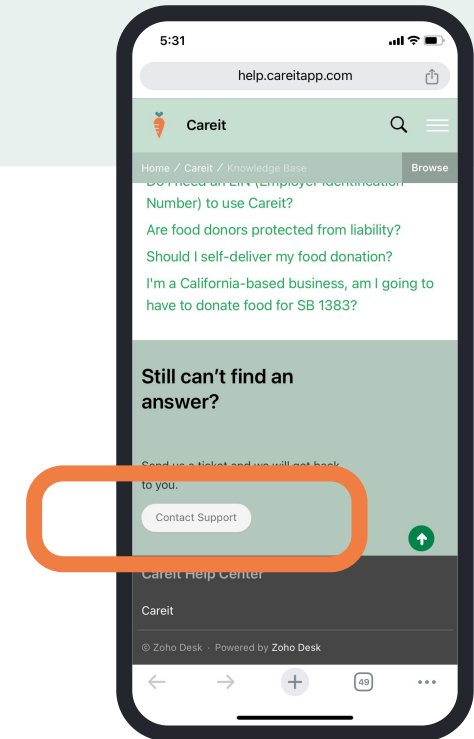 5:31
help.careitapp.com
Careit
Home / Careit / Knowledge Base
Browse
Do I need an EIN (Employer Identification
Number) to use Careit?
Are food donors protected from liability?
Should I self-deliver my food donation?
I'm a California-based business, am I going to
have to donate food for SB 1383?
Still can't find an
answer?
Send us a ticket and we will get back
to you.
Contact Support
Careit Help Center
Careit
© Zoho Desk · Powered by Zoho Desk
49